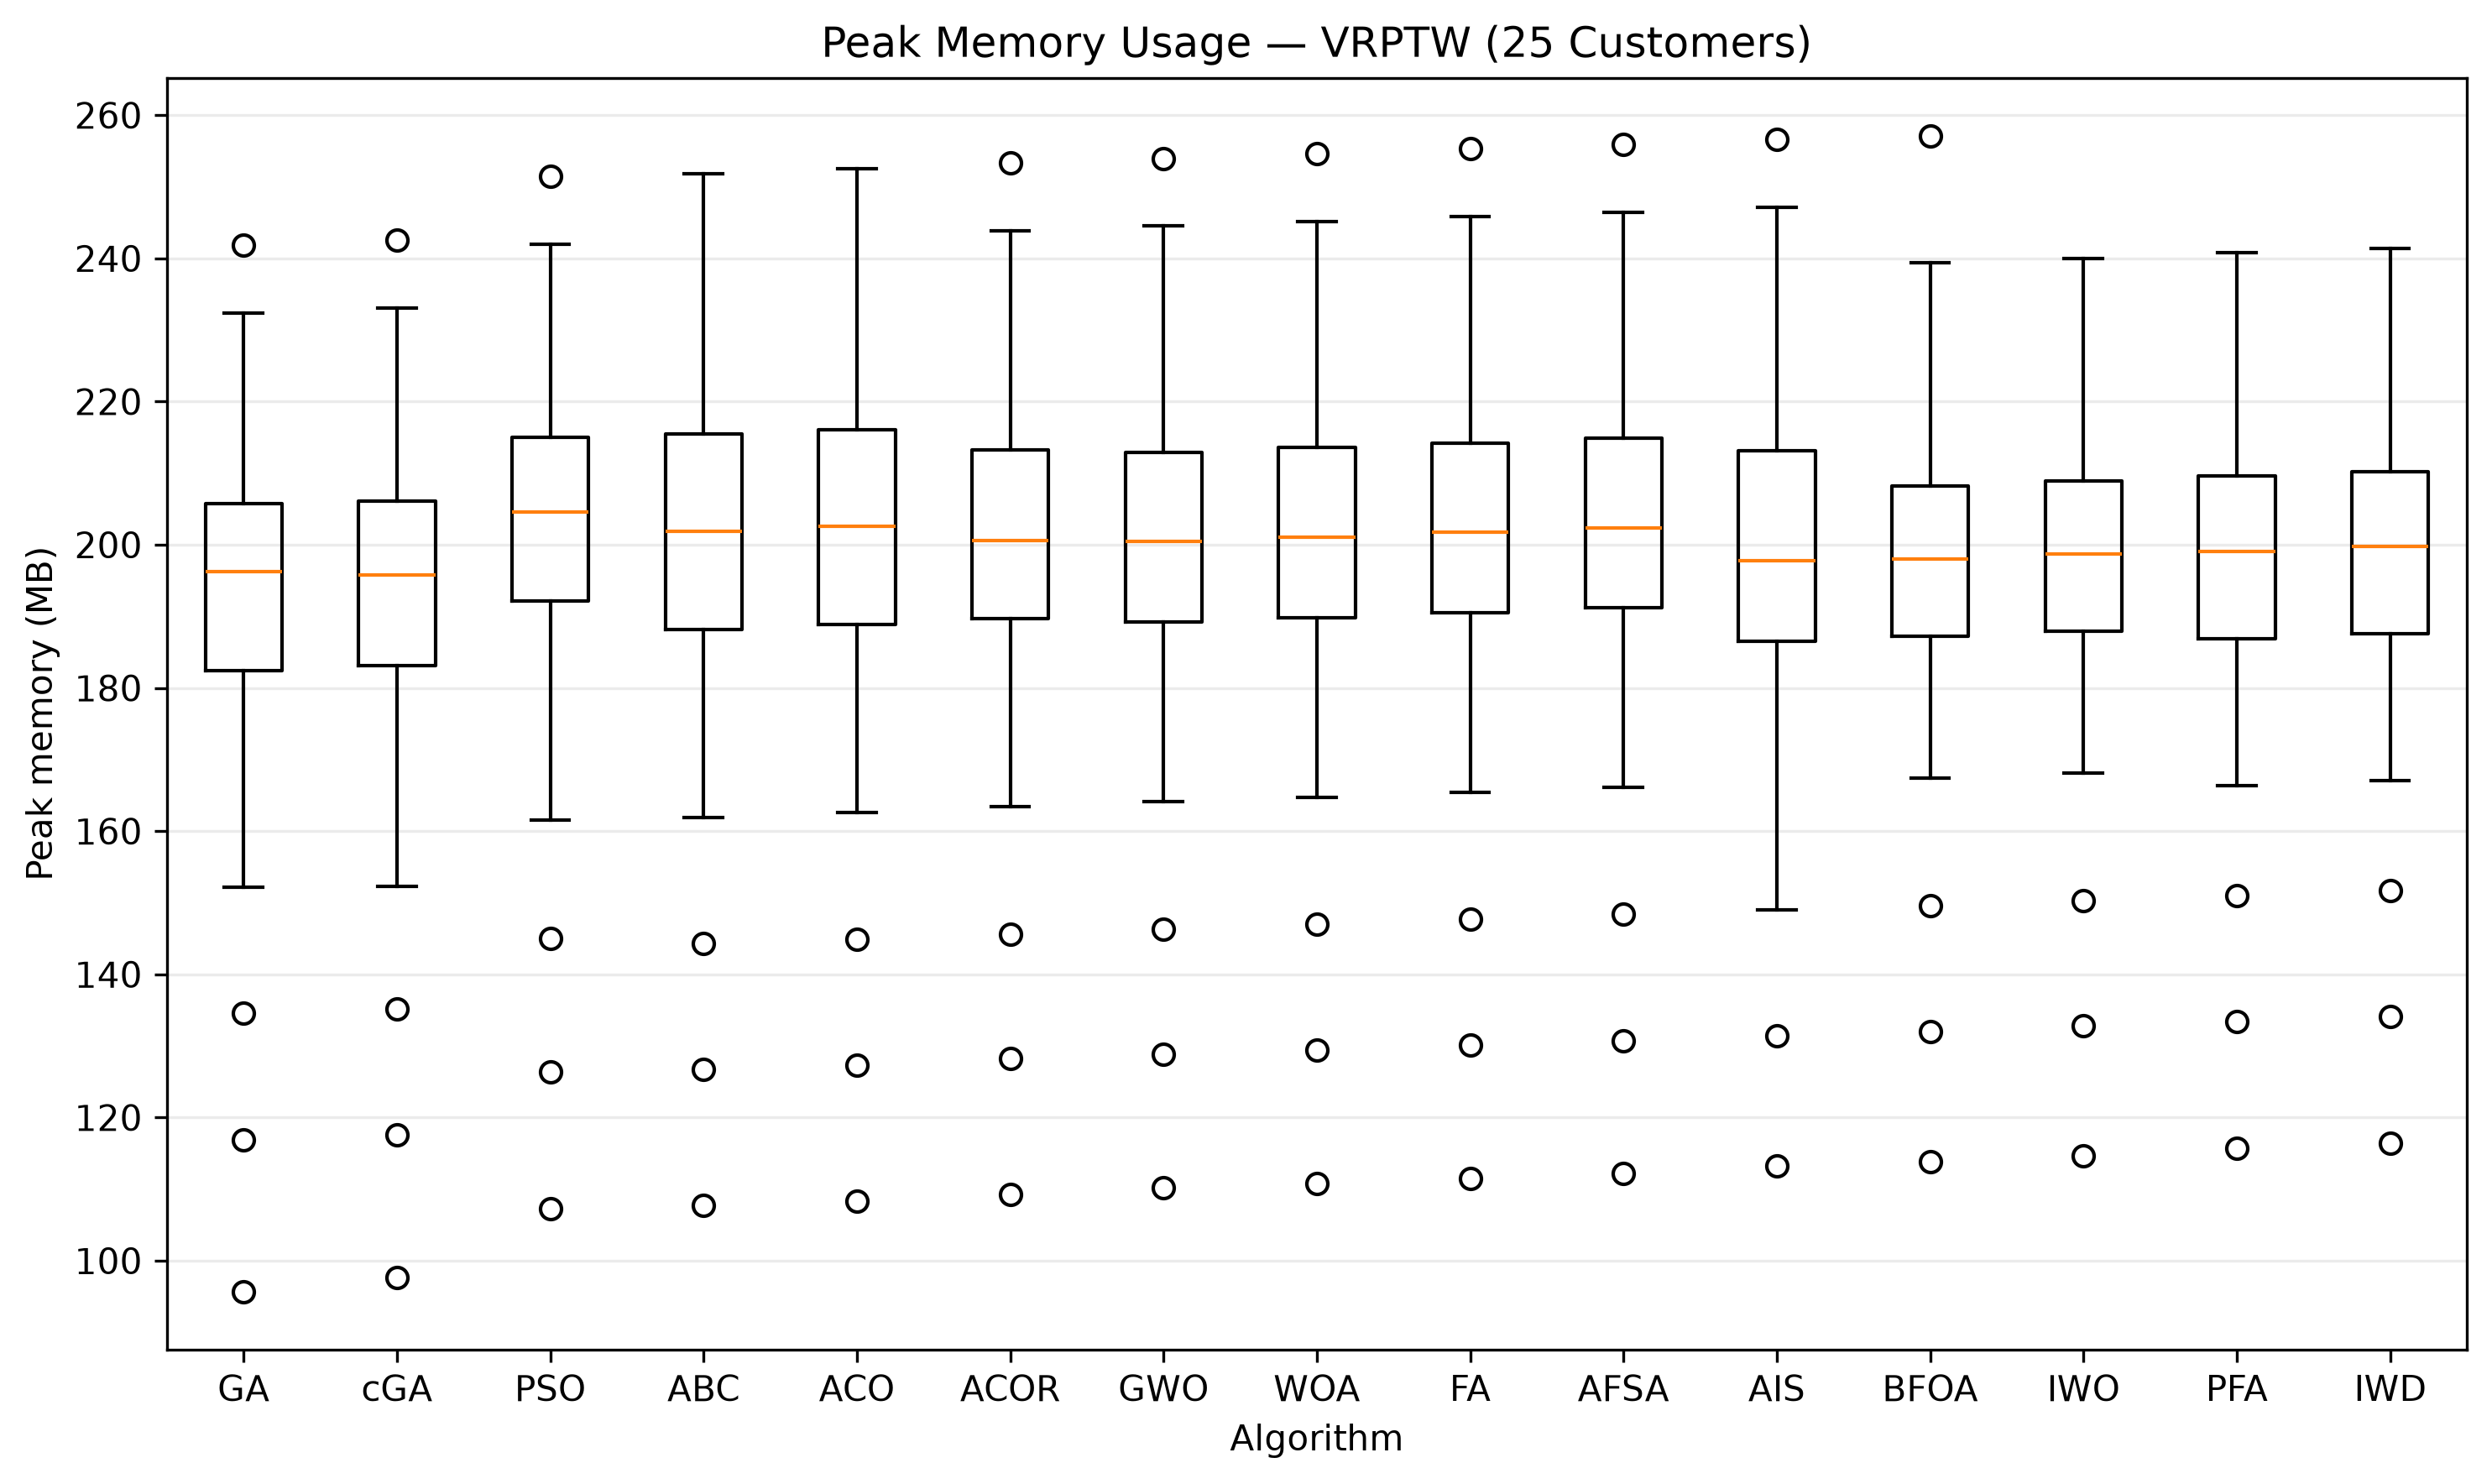 Peak Memory Usage — VRPTW (25 Customers)
Peak memory (MB)
260
240
220
200
180
160
140
120
100
GA cGA PSO ABC ACO ACOR GWO WOA FA AFSA AIS BFOA IWO PFA IWD
Algorithm